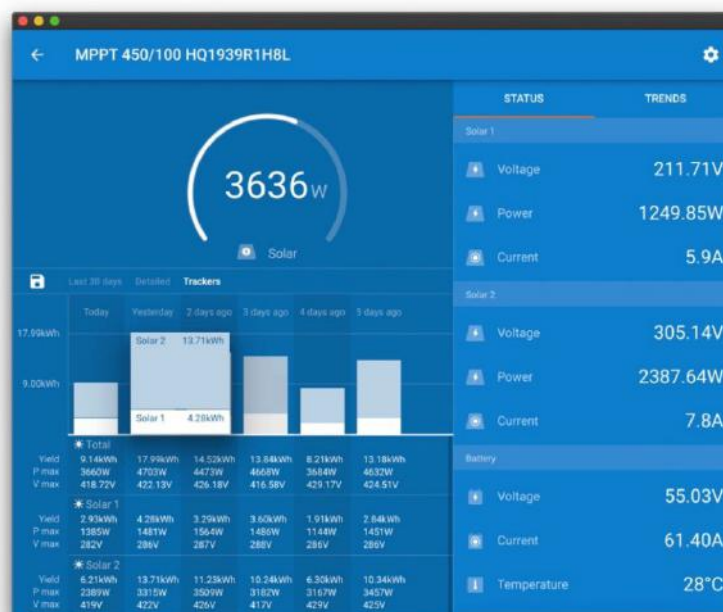 MPPT 450/100 HQ1939R1H8L
3636W
Solar
Last 30 days Detailed Trackers
Today Yesterday 2 days ago 3 days ago 4 days ago 5 days ago
17.99kWh
Solar 2 13.71kWh
9.00kWh
Solar 1 4.28kWh
Total
Yield 9.14kWh 17.99kWh 14.52kWh 13.84kWh 8.21kWh 13.18kWh
P max 3660W 4703W 4473W 4668W 3684W 4632W
V max 418.72V 422.13V 426.18V 416.58V 429.17V 424.51V
Solar 1
Yield 2.93kWh 4.28kWh 3.29kWh 3.60kWh 1.91kWh 2.84kWh
P max 1385W 1481W 1564W 1486W 1144W 1451W
V max 282V 286V 287V 288V 286V 286V
Solar 2
Yield 6.21kWh 13.71kWh 11.23kWh 10.24kWh 6.30kWh 10.34kWh
P max 2389W 3315W 3509W 3182W 3167W 3457W
V max 419V 422V 426V 417V 429V 425V
STATUS TRENDS
Solar 1
Voltage 211.71V
Power 1249.85W
Current 5.9A
Solar 2
Voltage 305.14V
Power 2387.64W
Current 7.8A
Battery
Voltage 55.03V
Current 61.40A
Temperature 28°C